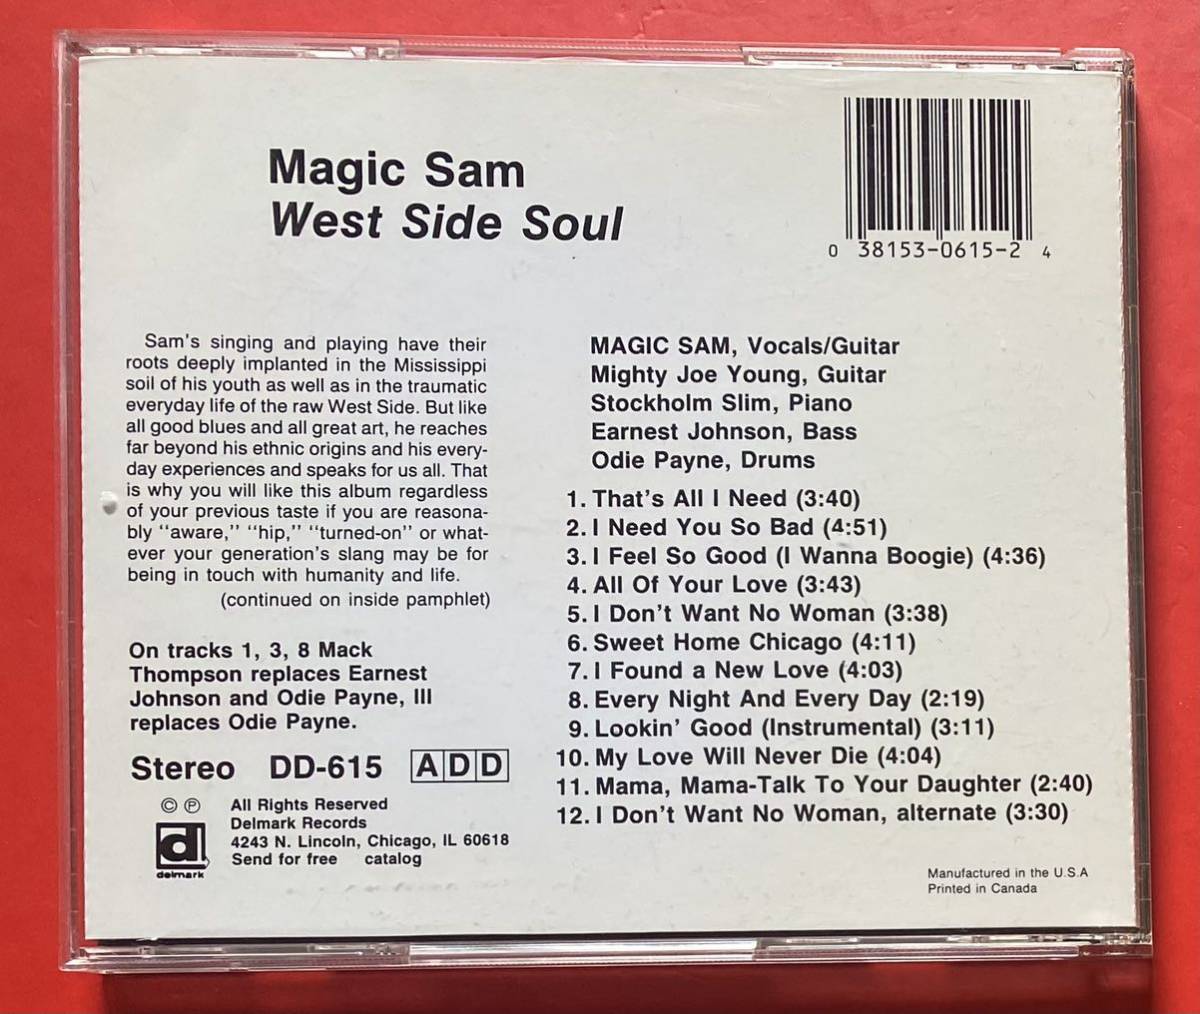 Magic Sam
West Side Soul
0 38153-0615-2 4
Sam's singing and playing have their
roots deeply implanted in the Mississippi
soil of his youth as well as in the traumatic
everyday life of the raw West Side. But like
all good blues and all great art, he reaches
far beyond his ethnic origins and his every-
day experiences and speaks for us all. That
is why you will like this album regardless
of your previous taste if you are reasona-
bly "aware," "hip," "turned-on" or what-
ever your generation's slang may be for
being in touch with humanity and life.
(continued on inside pamphlet)
On tracks 1, 3, 8 Mack
Thompson replaces Earnest
Johnson and Odie Payne, III
replaces Odie Payne.
Stereo DD-615 ADD
© ℗ All Rights Reserved
Delmark Records
4243 N. Lincoln, Chicago, IL 60618
Send for free catalog
d
delmark
MAGIC SAM, Vocals/Guitar
Mighty Joe Young, Guitar
Stockholm Slim, Piano
Earnest Johnson, Bass
Odie Payne, Drums
1. That's All I Need (3:40)
2. I Need You So Bad (4:51)
3. I Feel So Good (I Wanna Boogie) (4:36)
4. All Of Your Love (3:43)
5. I Don't Want No Woman (3:38)
6. Sweet Home Chicago (4:11)
7. I Found a New Love (4:03)
8. Every Night And Every Day (2:19)
9. Lookin' Good (Instrumental) (3:11)
10. My Love Will Never Die (4:04)
11. Mama, Mama-Talk To Your Daughter (2:40)
12. I Don't Want No Woman, alternate (3:30)
Manufactured in the U.S.A
Printed in Canada